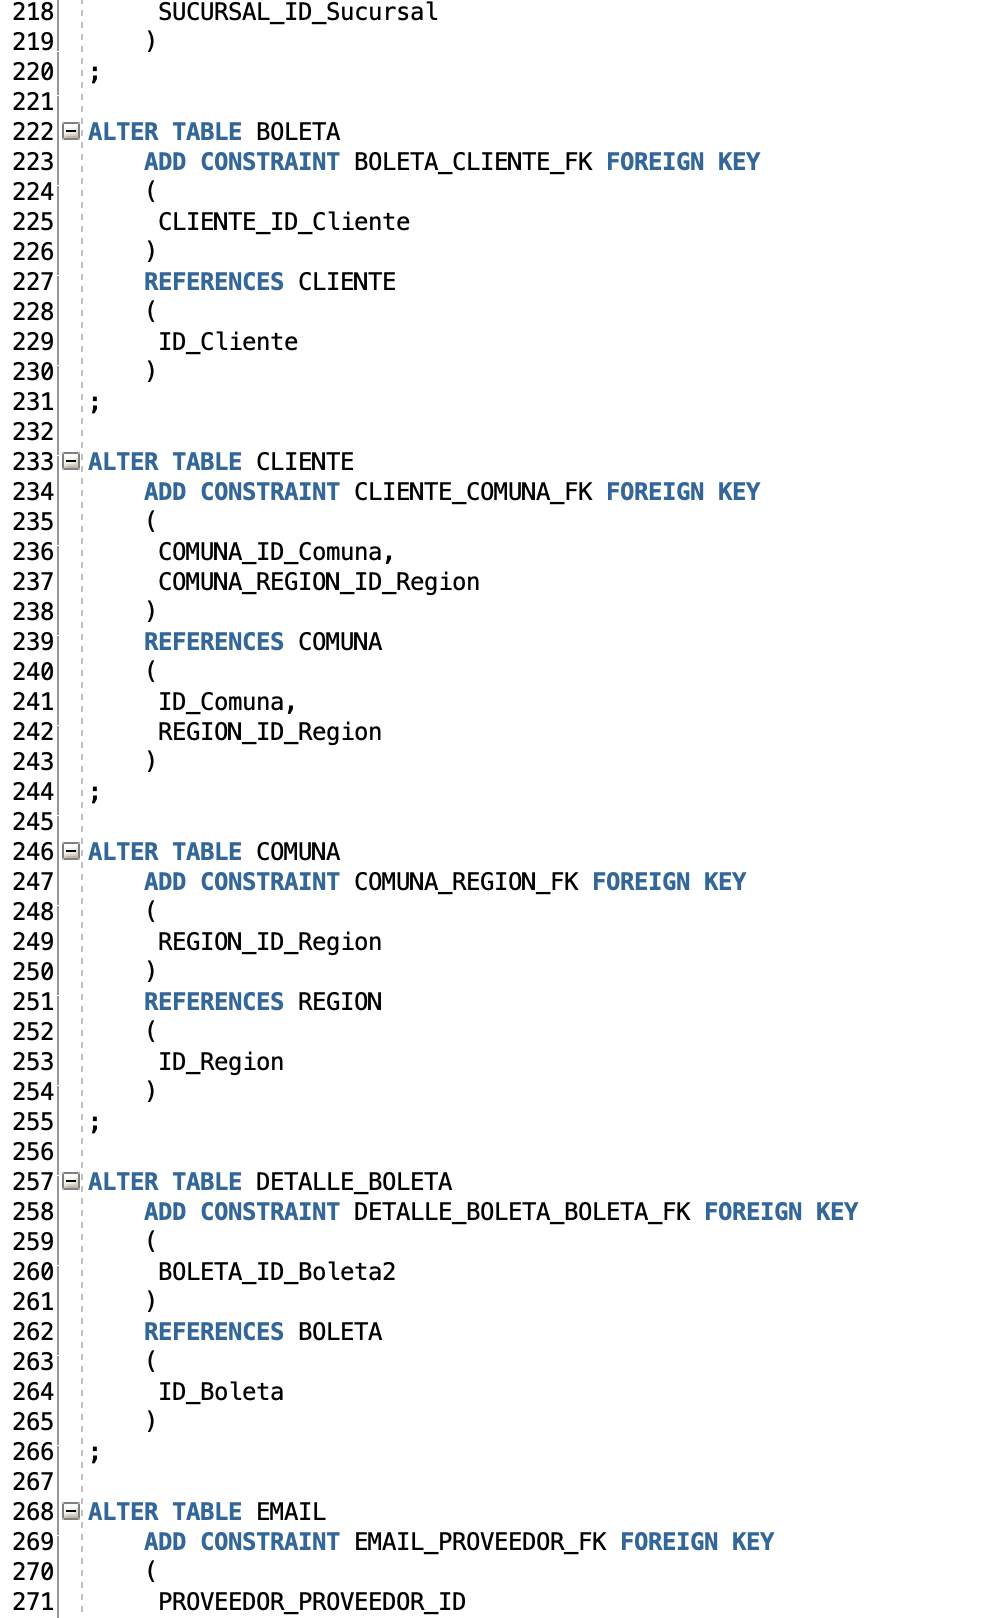 218 SUCURSAL_ID_Sucursal
219 )
220 ;
221
222 ALTER TABLE BOLETA
223 ADD CONSTRAINT BOLETA_CLIENTE_FK FOREIGN KEY
224 (
225 CLIENTE_ID_Cliente
226 )
227 REFERENCES CLIENTE
228 (
229 ID_Cliente
230 )
231 ;
232
233 ALTER TABLE CLIENTE
234 ADD CONSTRAINT CLIENTE_COMUNA_FK FOREIGN KEY
235 (
236 COMUNA_ID_Comuna,
237 COMUNA_REGION_ID_Region
238 )
239 REFERENCES COMUNA
240 (
241 ID_Comuna,
242 REGION_ID_Region
243 )
244 ;
245
246 ALTER TABLE COMUNA
247 ADD CONSTRAINT COMUNA_REGION_FK FOREIGN KEY
248 (
249 REGION_ID_Region
250 )
251 REFERENCES REGION
252 (
253 ID_Region
254 )
255 ;
256
257 ALTER TABLE DETALLE_BOLETA
258 ADD CONSTRAINT DETALLE_BOLETA_BOLETA_FK FOREIGN KEY
259 (
260 BOLETA_ID_Boleta2
261 )
262 REFERENCES BOLETA
263 (
264 ID_Boleta
265 )
266 ;
267
268 ALTER TABLE EMAIL
269 ADD CONSTRAINT EMAIL_PROVEEDOR_FK FOREIGN KEY
270 (
271 PROVEEDOR_PROVEEDOR_ID